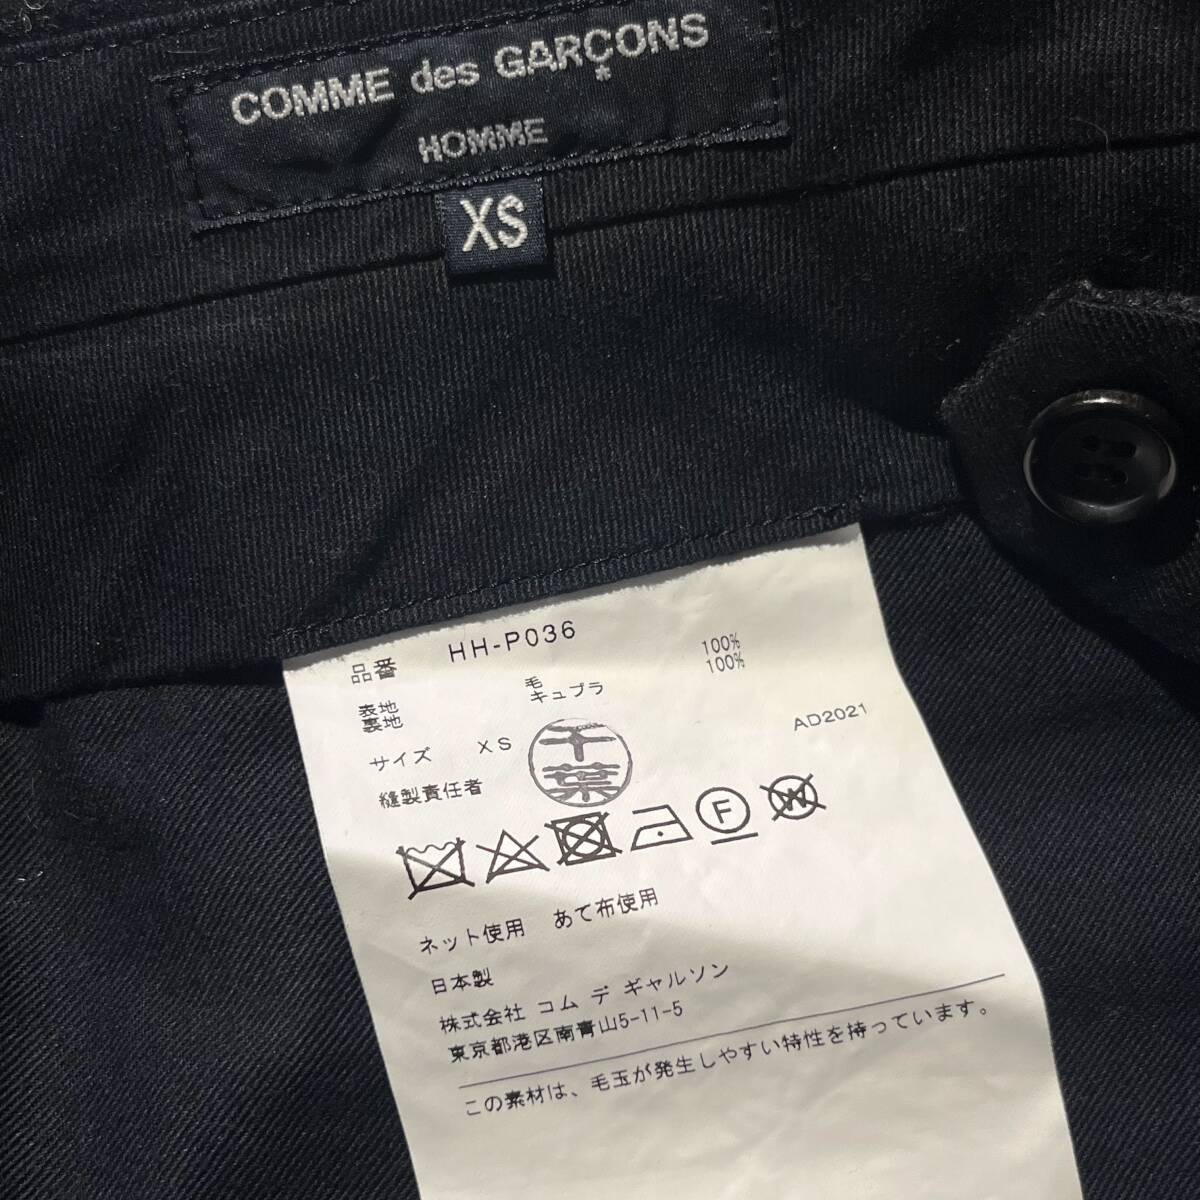 COMME des GARÇONS
HOMME
XS
品番 HH-P036
表地 毛 100%
裏地 キュプラ 100%
サイズ XS AD2021
縫製責任者 千葉
F W
ネット使用 あて布使用
日本製
株式会社 コム デ ギャルソン
東京都港区南青山5-11-5
この素材は、毛玉が発生しやすい特性を持っています。